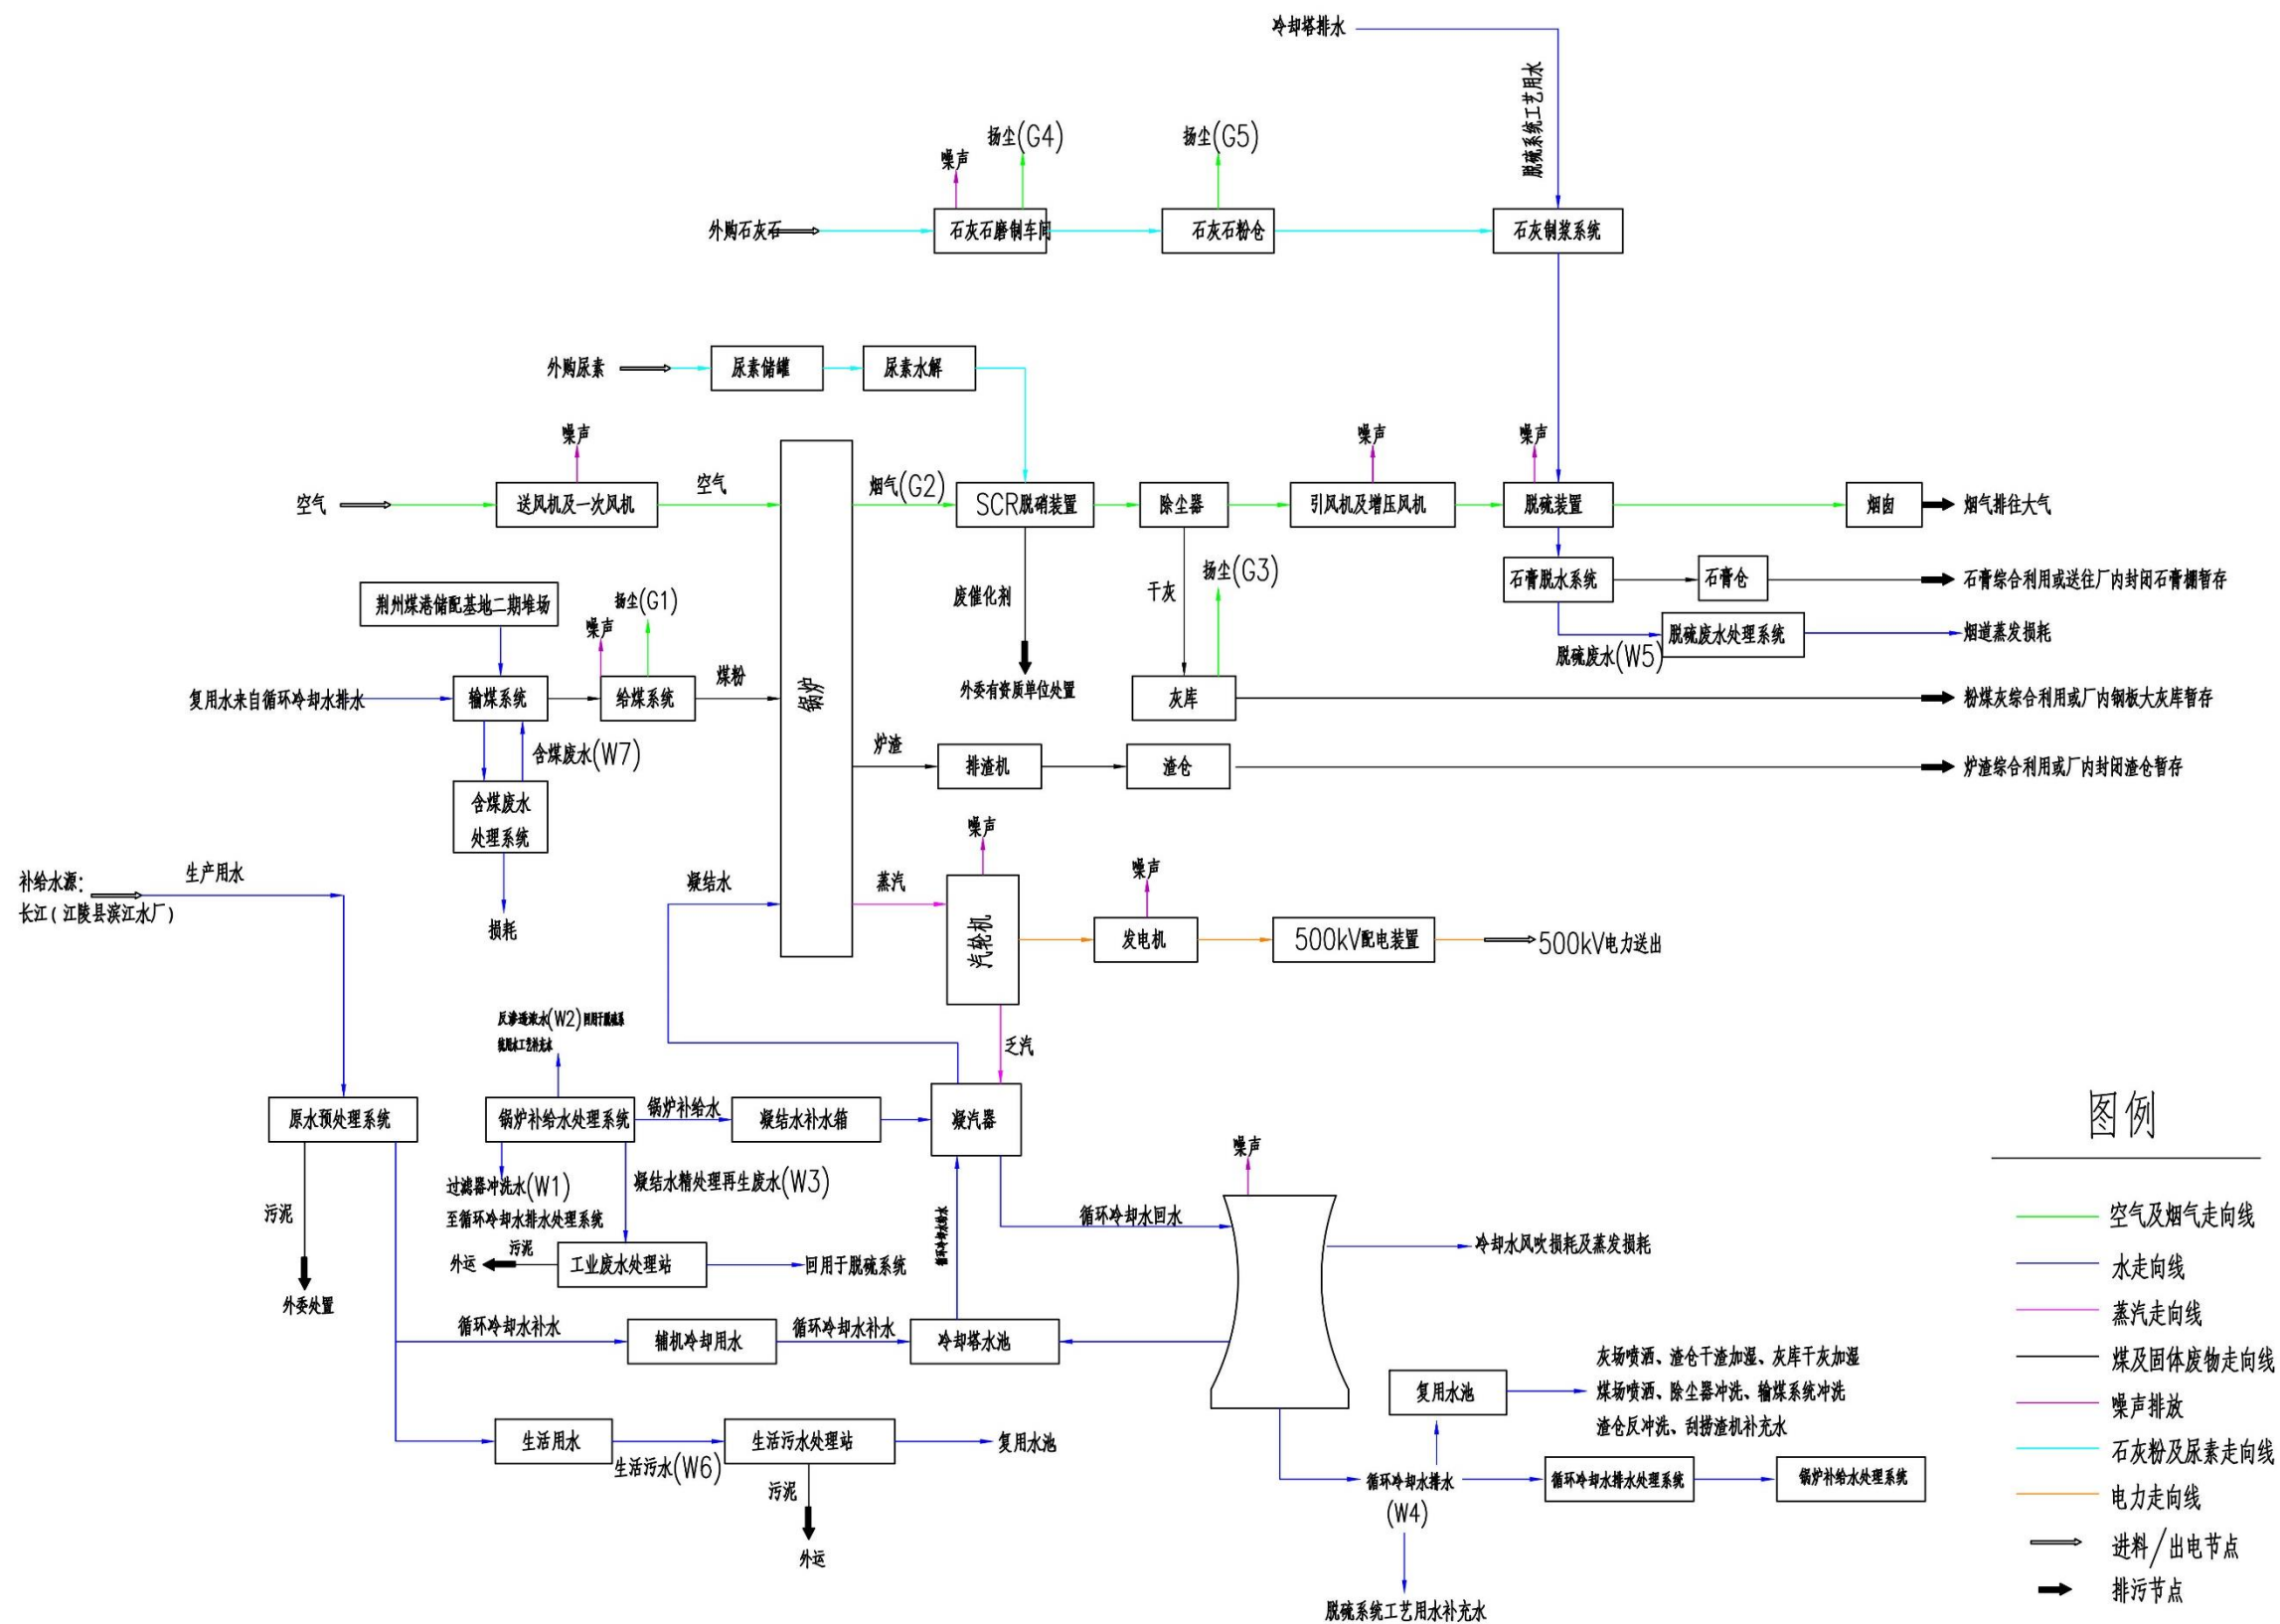 冷却塔排水
脱硫系统工艺用水
噪声
扬尘(G4)
扬尘(G5)
外购石灰石
石灰石磨制车间
石灰石粉仓
石灰制浆系统
外购尿素
尿素储罐
尿素水解
噪声
噪声
噪声
空气
送风机及一次风机
空气
烟气(G2)
SCR脱硝装置
除尘器
引风机及增压风机
脱硫装置
烟囱
烟气排往大气
锅炉
荆州煤港储配基地二期堆场
噪声
扬尘(G1)
废催化剂
干灰
扬尘(G3)
石膏脱水系统
石膏仓
石膏综合利用或送往厂内封闭石膏棚暂存
脱硫废水(W5)
脱硫废水处理系统
烟道蒸发损耗
复用水来自循环冷却水排水
输煤系统
给煤系统
煤粉
外委有资质单位处置
灰库
粉煤灰综合利用或厂内钢板大灰库暂存
含煤废水(W7)
炉渣
排渣机
渣仓
炉渣综合利用或厂内封闭渣仓暂存
含煤废水
处理系统
损耗
补给水源:
长江(江陵县滨江水厂)
生产用水
凝结水
蒸汽
噪声
汽轮机
噪声
发电机
500kV配电装置
500kV电力送出
乏汽
反渗透浓水(W2)回用于脱硫系
统用水工艺补充水
原水预处理系统
锅炉补给水处理系统
锅炉补给水
凝结水补水箱
凝汽器
污泥
外委处置
过滤器冲洗水(W1)
至循环冷却水排水处理系统
凝结水精处理再生废水(W3)
外运
污泥
工业废水处理站
回用于脱硫系统
循环冷却水给水
循环冷却水回水
噪声
冷却水风吹损耗及蒸发损耗
循环冷却水补水
辅机冷却用水
循环冷却水补水
冷却塔水池
生活用水
生活污水(W6)
生活污水处理站
复用水池
污泥
外运
复用水池
灰场喷洒、渣仓干渣加湿、灰库干灰加湿
煤场喷洒、除尘器冲洗、输煤系统冲洗
渣仓反冲洗、刮捞渣机补充水
循环冷却水排水
(W4)
循环冷却水排水处理系统
锅炉补给水处理系统
脱硫系统工艺用水补充水
图例
空气及烟气走向线
水走向线
蒸汽走向线
煤及固体废物走向线
噪声排放
石灰粉及尿素走向线
电力走向线
进料/出电节点
排污节点